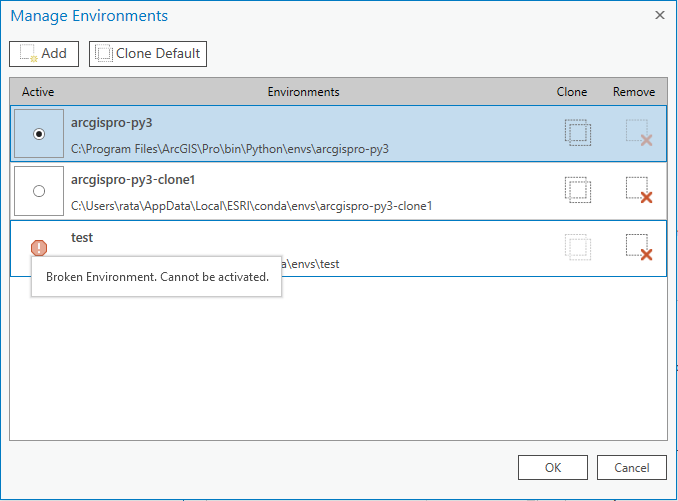 Manage Environments
Add Clone Default
Active Environments Clone Remove
arcgispro-py3
C:\Program Files\ArcGIS\Pro\bin\Python\envs\arcgispro-py3
arcgispro-py3-clone1
C:\Users\rata\AppData\Local\ESRI\conda\envs\arcgispro-py3-clone1
test
a\envs\test
Broken Environment. Cannot be activated.
OK Cancel